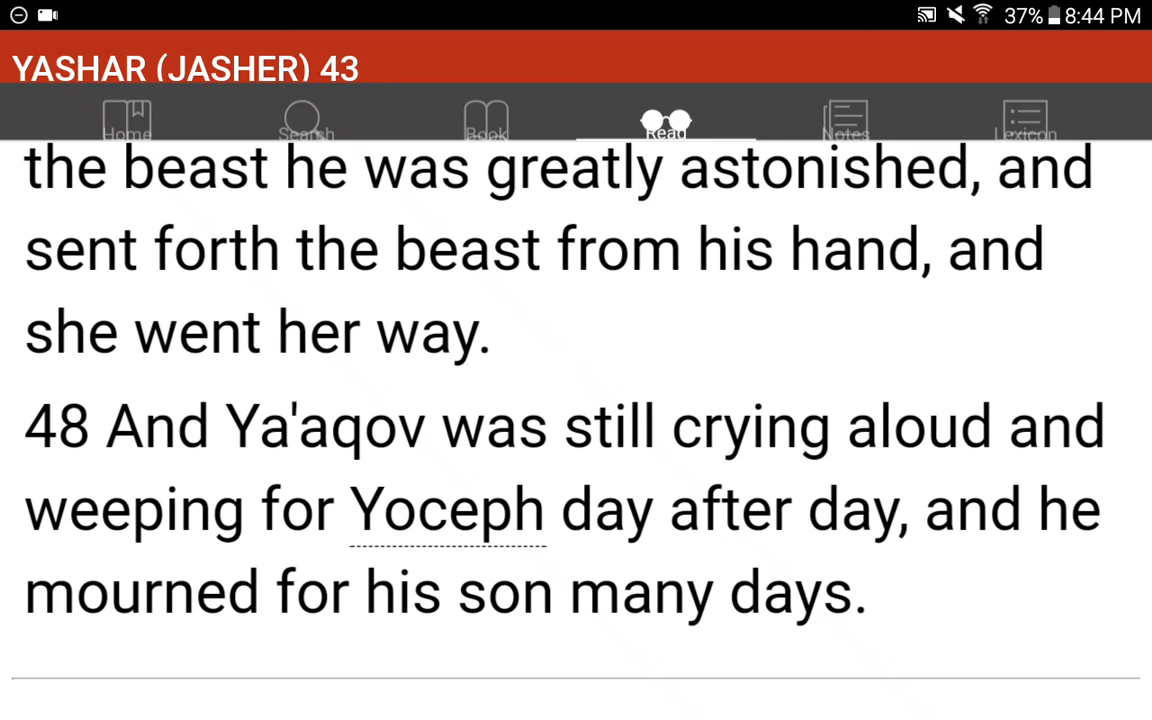 37% 8:44 PM
YASHAR (JASHER) 43
Home Search Book Read Notes Lexicon
the beast he was greatly astonished, and
sent forth the beast from his hand, and
she went her way.
48 And Ya'aqov was still crying aloud and
weeping for Yoceph day after day, and he
mourned for his son many days.